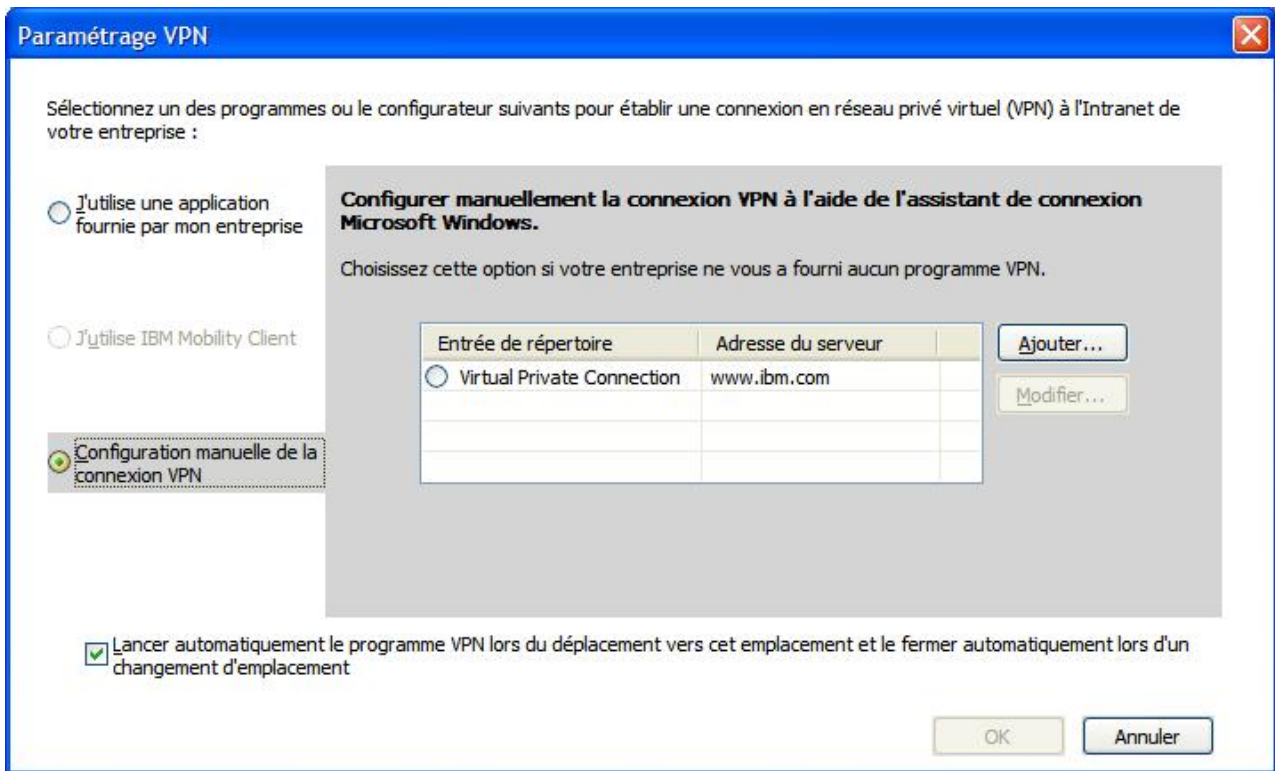 Paramétrage VPN
Sélectionnez un des programmes ou le configurateur suivants pour établir une connexion en réseau privé virtuel (VPN) à l'Intranet de
votre entreprise :
J'utilise une application
fournie par mon entreprise
J'utilise IBM Mobility Client
Configuration manuelle de la
connexion VPN
Configurer manuellement la connexion VPN à l'aide de l'assistant de connexion
Microsoft Windows.
Choisissez cette option si votre entreprise ne vous a fourni aucun programme VPN.
Entrée de répertoire Adresse du serveur
Virtual Private Connection www.ibm.com
Ajouter...
Modifier...
Lancer automatiquement le programme VPN lors du déplacement vers cet emplacement et le fermer automatiquement lors d'un
changement d'emplacement
OK Annuler